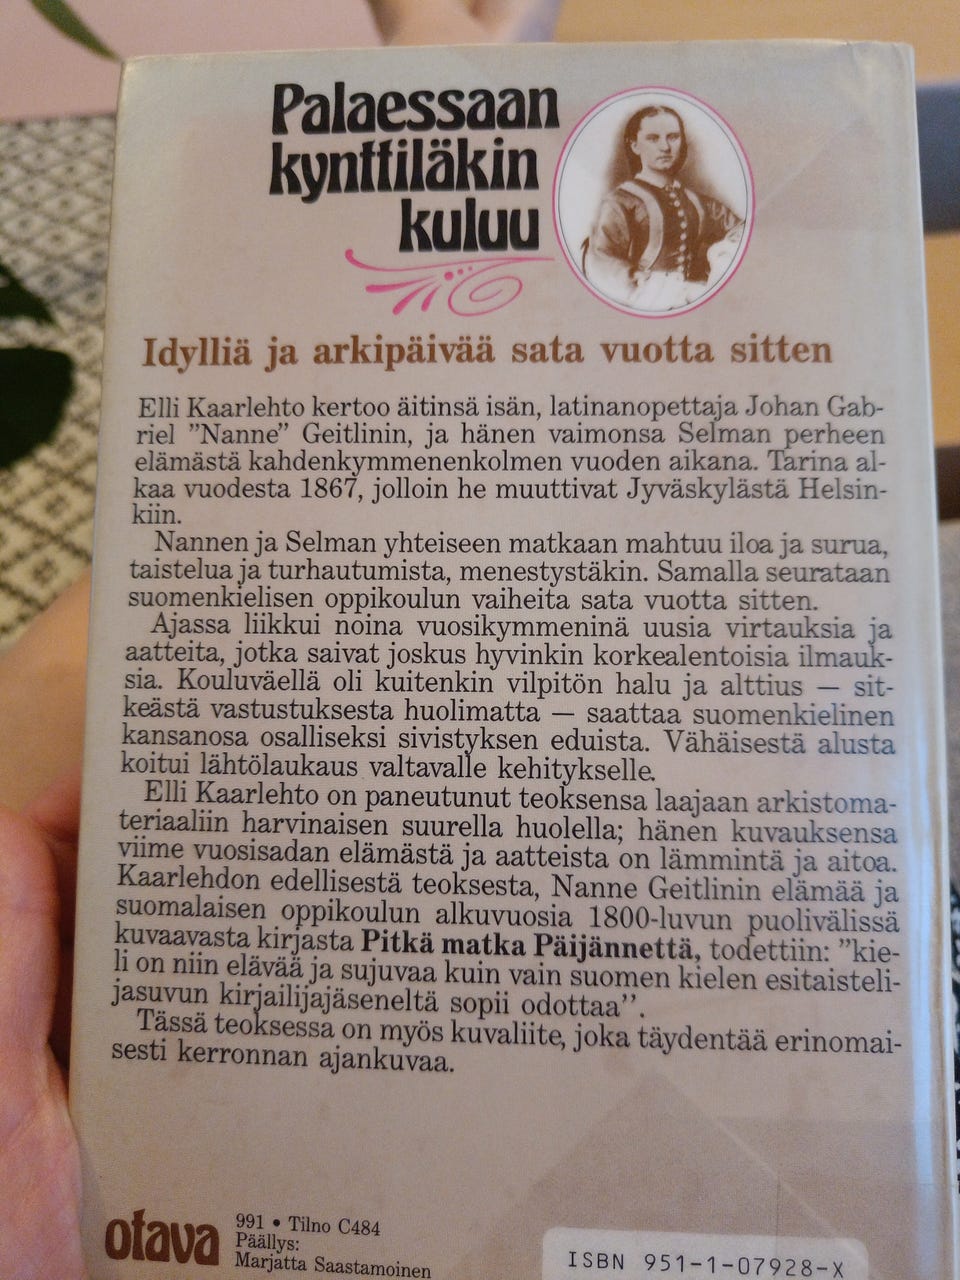 Palaessaan
kynttiläkin
kuluu
Idylliä ja arkipäivää sata vuotta sitten
Elli Kaarlehto kertoo äitinsä isän, latinanopettaja Johan Gab-
riel ”Nanne” Geitlinin, ja hänen vaimonsa Selman perheen
elämästä kahdenkymmenenkolmen vuoden aikana. Tarina al-
kaa vuodesta 1867, jolloin he muuttivat Jyväskylästä Helsin-
kiin.
Nannen ja Selman yhteiseen matkaan mahtuu iloa ja surua,
taistelua ja turhautumista, menestystäkin. Samalla seurataan
suomenkielisen oppikoulun vaiheita sata vuotta sitten.
Ajassa liikkui noina vuosikymmeninä uusia virtauksia ja
aatteita, jotka saivat joskus hyvinkin korkealentoisia ilmauk-
sia. Kouluväellä oli kuitenkin vilpitön halu ja alttius — sit-
keästä vastustuksesta huolimatta — saattaa suomenkielinen
kansanosa osalliseksi sivistyksen eduista. Vähäisestä alusta
koitui lähtölaukaus valtavalle kehitykselle.
Elli Kaarlehto on paneutunut teoksensa laajaan arkistoma-
teriaaliin harvinaisen suurella huolella; hänen kuvauksensa
viime vuosisadan elämästä ja aatteista on lämmintä ja aitoa.
Kaarlehdon edellisestä teoksesta, Nanne Geitlinin elämää ja
suomalaisen oppikoulun alkuvuosia 1800-luvun puolivälissä
kuvaavasta kirjasta Pitkä matka Päijännettä, todettiin: ”kie-
li on niin elävää ja sujuvaa kuin vain suomen kielen esitaisteli-
jasuvun kirjailijajäseneltä sopii odottaa”.
Tässä teoksessa on myös kuvaliite, joka täydentää erinomai-
sesti kerronnan ajankuvaa.
otava
991 • Tilno C484
Päällys:
Marjatta Saastamoinen
ISBN 951-1-07928-X